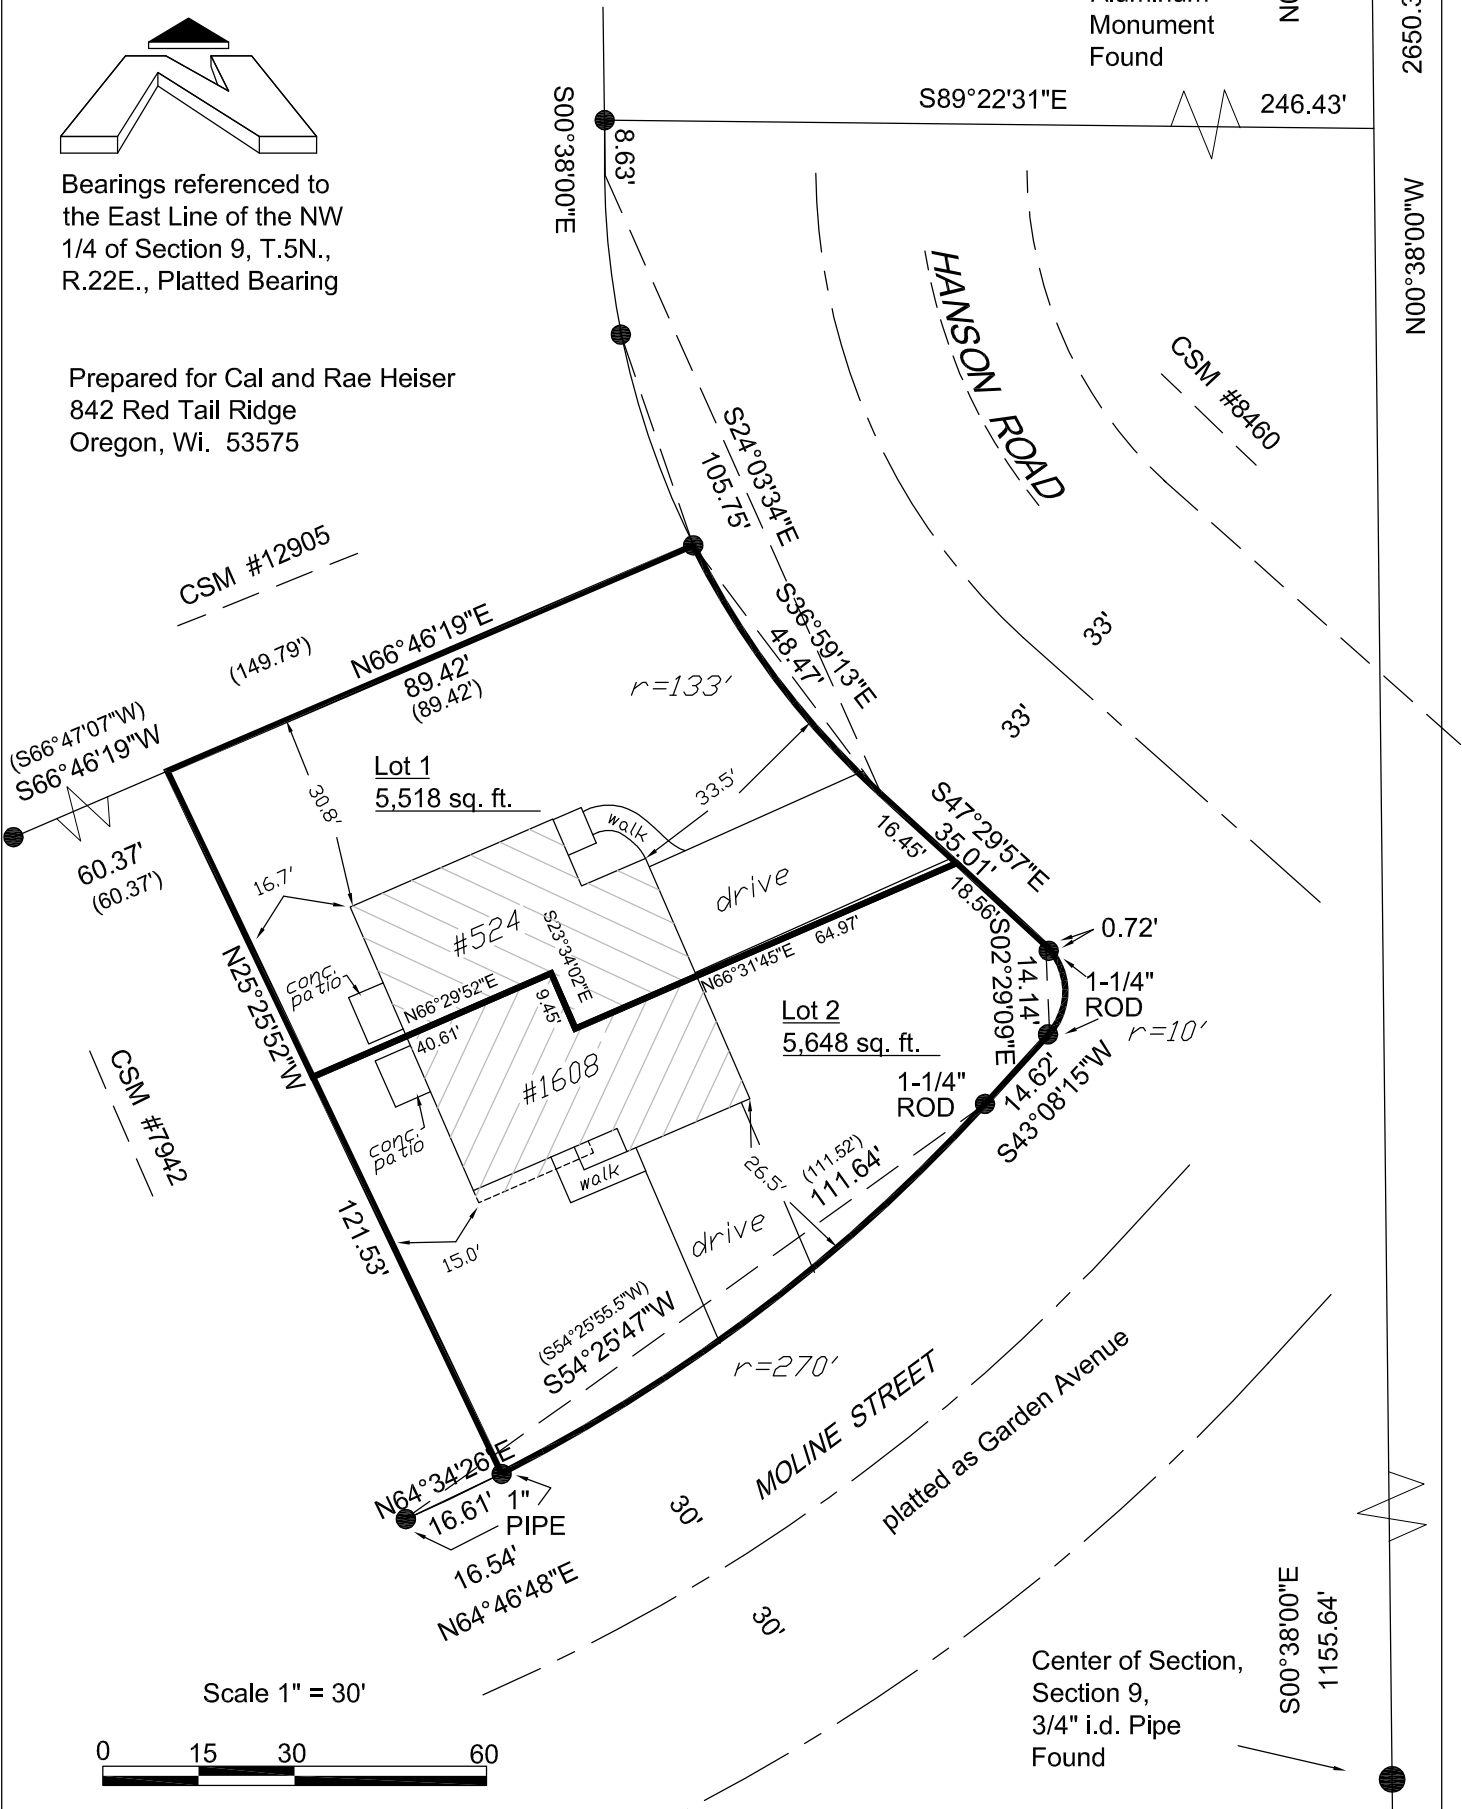 Monument
Found
S89°22'31"E
246.43'
S00°38'00"E
8.63'
N00°38'00"W
Bearings referenced to
the East Line of the NW
1/4 of Section 9, T.5N.,
R.22E., Platted Bearing
Prepared for Cal and Rae Heiser
842 Red Tail Ridge
Oregon, Wi. 53575
HANSON ROAD
CSM #8460
S24°03'34"E
105.75'
CSM #12905
(149.79')
N66°46'19"E
89.42'
(89.42')
r=133'
S36°59'13"E
48.47'
33'
33'
(S66°47'07"W)
S66°46'19"W
60.37'
(60.37')
Lot 1
5,518 sq. ft.
30.8'
33.5'
walk
16.7'
drive
#524
S47°29'57"E
35.01'
16.45'
18.56'
0.72'
1-1/4"
ROD
S02°29'09"E
14.14'
r=10'
N66°31'45"E
64.97'
S23°34'02"E
9.45'
N66°29'52"E
40.61'
conc.
patio
N25°25'52"W
121.53'
CSM #7942
Lot 2
5,648 sq. ft.
#1608
1-1/4"
ROD
14.62'
S43°08'15"W
conc.
patio
walk
26.5'
(111.52')
111.64'
drive
15.0'
(S54°25'55.5"W)
S54°25'47"W
r=270'
MOLINE STREET
platted as Garden Avenue
N64°34'26"E
16.61'
1"
PIPE
16.54'
N64°46'48"E
30'
30'
Scale 1" = 30'
0 15 30 60
Center of Section,
Section 9,
3/4" i.d. Pipe
Found
S00°38'00"E
1155.64'